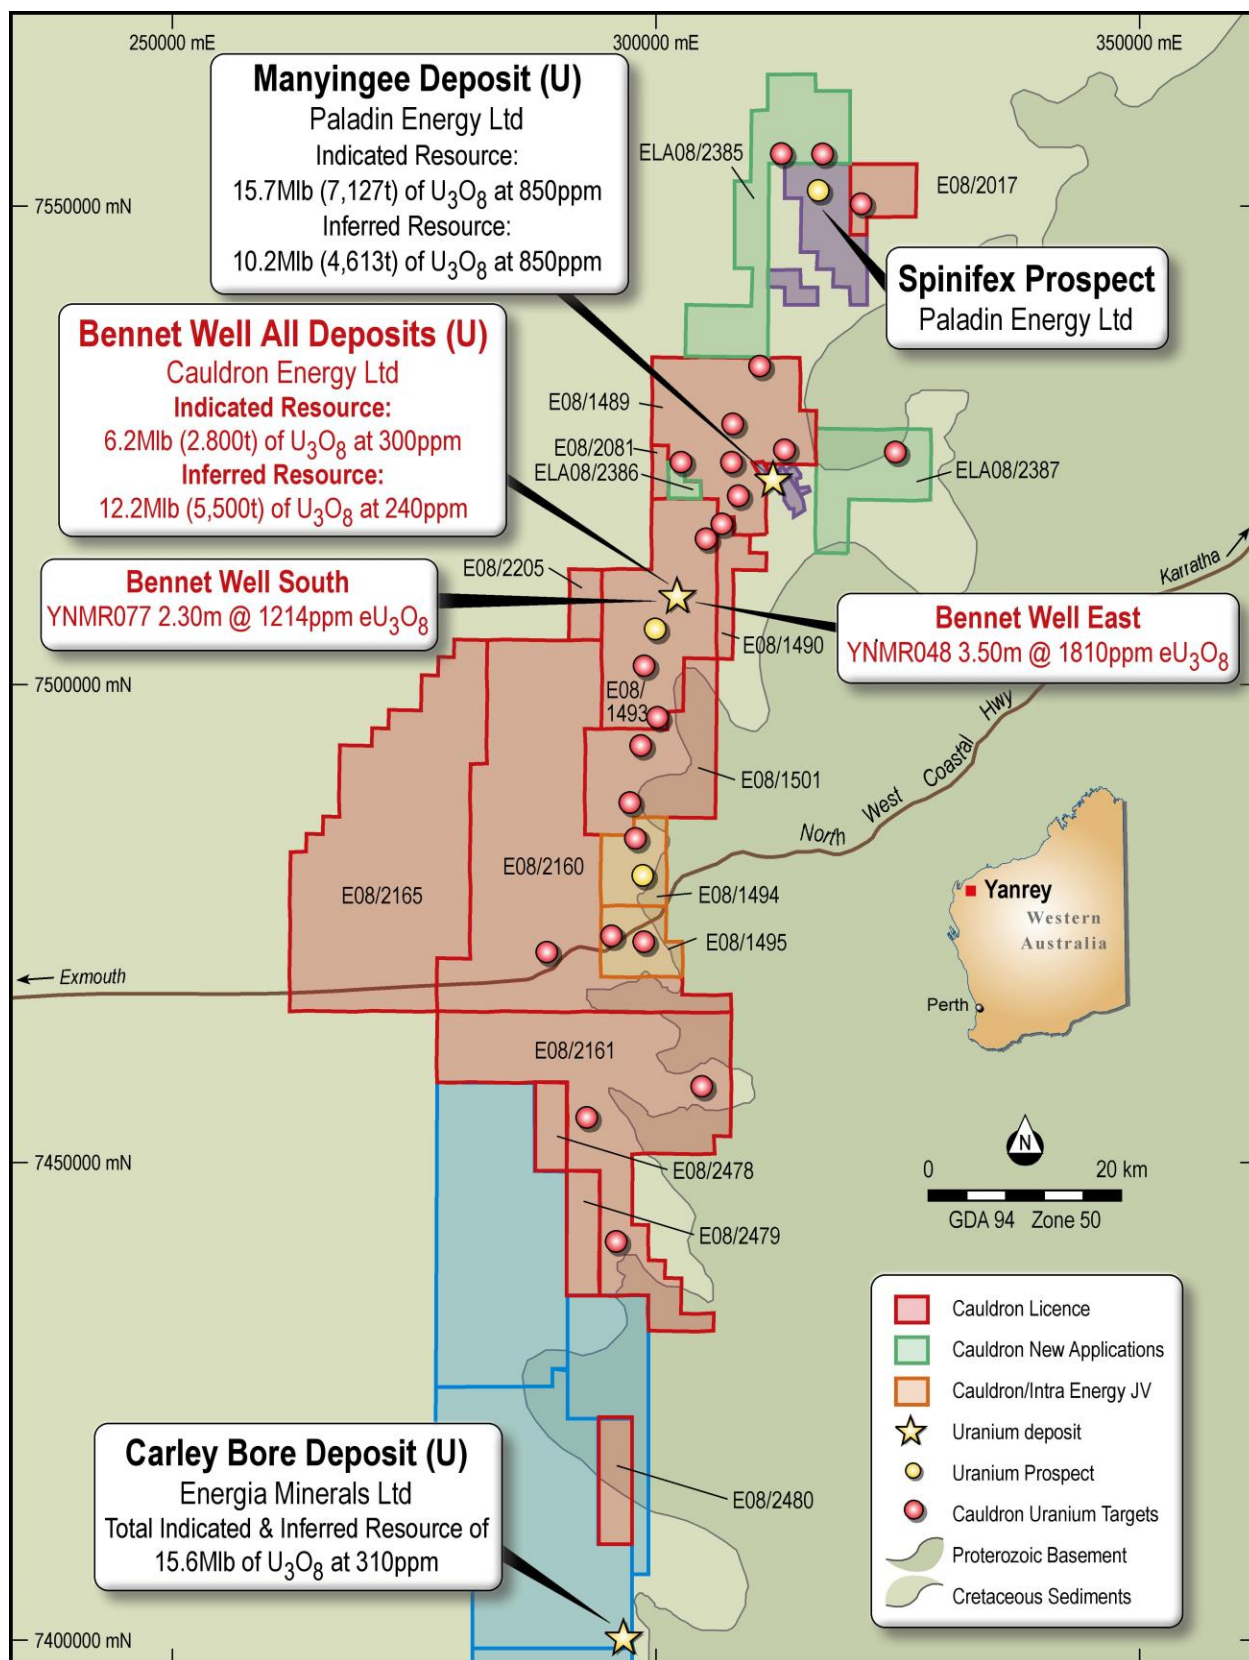 250000 mE
300000 mE
350000 mE
Manyingee Deposit (U)
Paladin Energy Ltd
Indicated Resource:
15.7Mlb (7,127t) of U3O8 at 850ppm
Inferred Resource:
10.2Mlb (4,613t) of U3O8 at 850ppm
ELA08/2385
E08/2017
7550000 mN
Spinifex Prospect
Paladin Energy Ltd
Bennet Well All Deposits (U)
Cauldron Energy Ltd
Indicated Resource:
6.2Mlb (2.800t) of U3O8 at 300ppm
Inferred Resource:
12.2Mlb (5,500t) of U3O8 at 240ppm
E08/1489
E08/2081
ELA08/2386
ELA08/2387
E08/2205
Karratha
Bennet Well South
YNMR077 2.30m @ 1214ppm eU3O8
Bennet Well East
YNMR048 3.50m @ 1810ppm eU3O8
E08/1490
7500000 mN
E08/
1493
E08/1501
North West Coastal Hwy
E08/2165
E08/2160
E08/1494
E08/1495
Exmouth
Yanrey
Western
Australia
Perth
E08/2161
7450000 mN
E08/2478
E08/2479
N
0 20 km
GDA 94 Zone 50
Cauldron Licence
Cauldron New Applications
Cauldron/Intra Energy JV
Uranium deposit
Uranium Prospect
Cauldron Uranium Targets
Proterozoic Basement
Cretaceous Sediments
Carley Bore Deposit (U)
Energia Minerals Ltd
Total Indicated & Inferred Resource of
15.6Mlb of U3O8 at 310ppm
E08/2480
7400000 mN